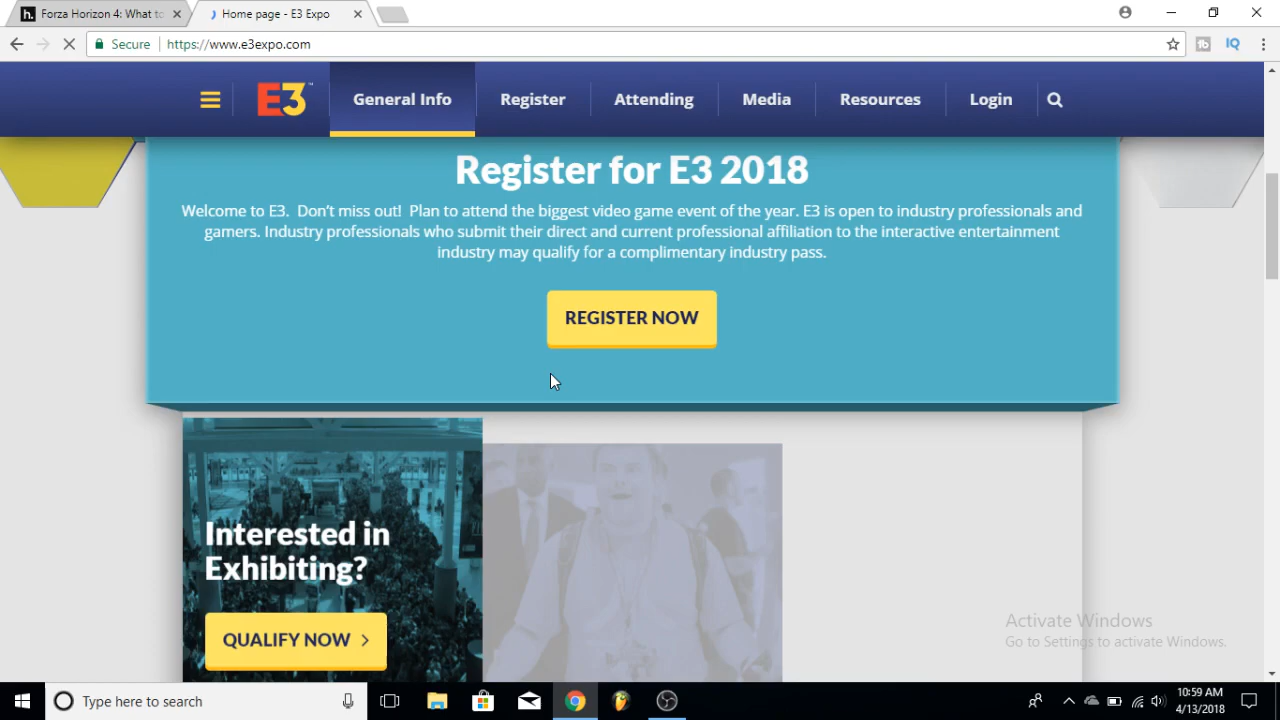 Forza Horizon 4: What to
Home page - E3 Expo
Secure
https://www.e3expo.com
E3™
General Info
Register
Attending
Media
Resources
Login
Register for E3 2018
Welcome to E3. Don't miss out! Plan to attend the biggest video game event of the year. E3 is open to industry professionals and
gamers. Industry professionals who submit their direct and current professional affiliation to the interactive entertainment
industry may qualify for a complimentary industry pass.
REGISTER NOW
Interested in
Exhibiting?
QUALIFY NOW
Activate Windows
Go to Settings to activate Windows.
Type here to search
10:59 AM
4/13/2018